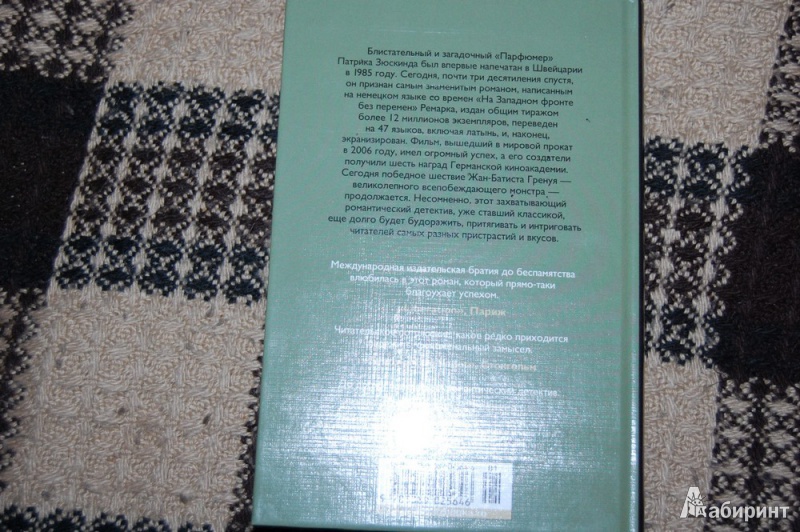 Блистательный и загадочный «Парфюмер»
Патрика Зюскинда был впервые напечатан в Швейцарии
в 1985 году. Сегодня, почти три десятилетия спустя,
он признан самым знаменитым романом, написанным
на немецком языке со времен «На Западном фронте
без перемен» Ремарка, издан общим тиражом
более 12 миллионов экземпляров, переведен
на 47 языков, включая латынь, и, наконец,
экранизирован. Фильм, вышедший в мировой прокат
в 2006 году, имел огромный успех, а его создатели
получили шесть наград Германской киноакадемии.
Сегодня победное шествие Жан-Батиста Гренуя —
великолепного всепобеждающего монстра —
продолжается. Несомненно, этот захватывающий
романтический детектив, уже ставший классикой,
еще долго будет будоражить, притягивать и интриговать
читателей самых разных пристрастий и вкусов.
Международная издательская братия до беспамятства
влюбилась в этот роман, который прямо-таки
благоухает успехом.
Париж
редко приходится
замысел.
Стокгольм
детектив.
Лабиринт